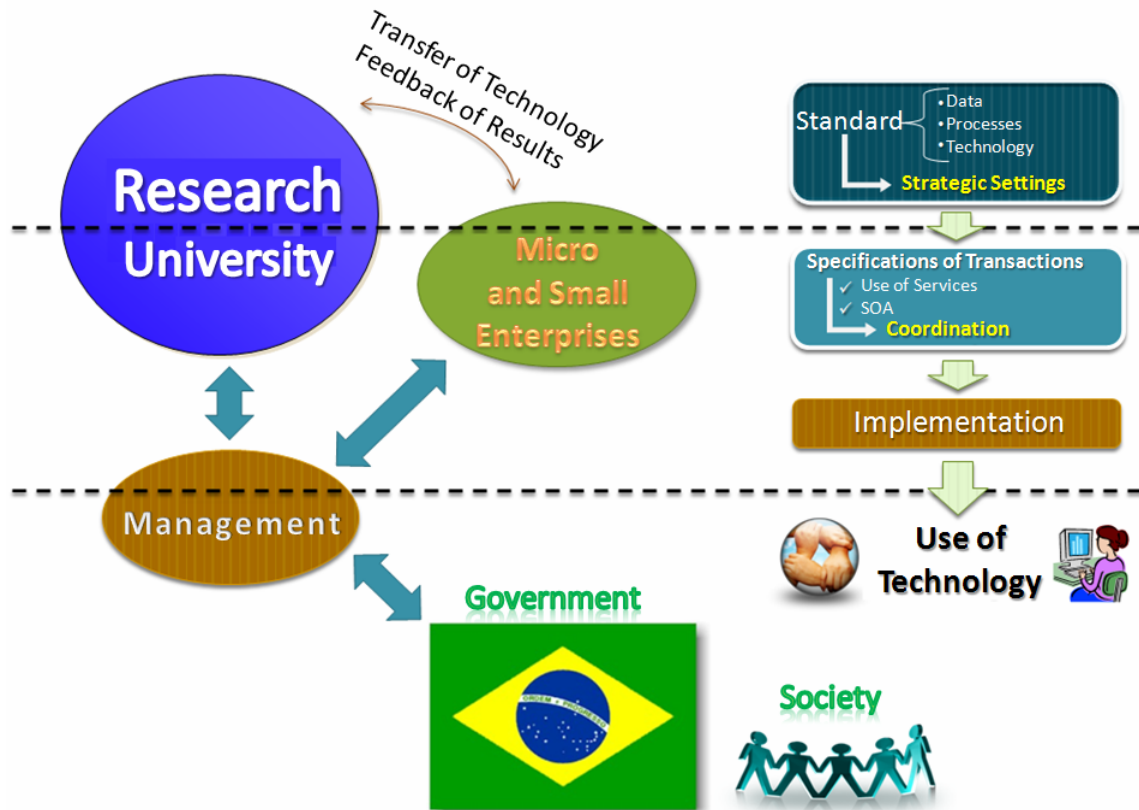 Transfer of Technology
Feedback of Results
Research
University
Micro
and Small
Enterprises
Management
Government
ORDEM E PROGRESSO
Society
Standard
•Data
•Processes
•Technology
Strategic Settings
Specifications of Transactions
✓ Use of Services
✓ SOA
Coordination
Implementation
Use of
Technology